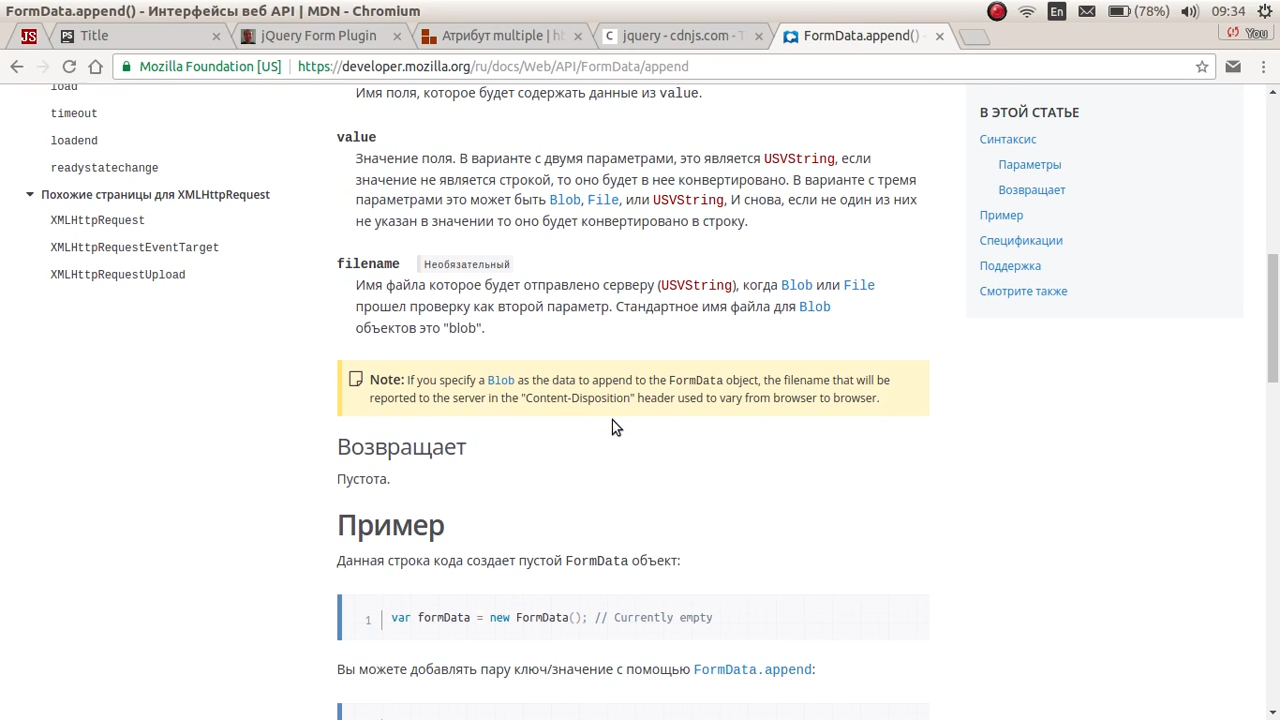 FormData.append() - Интерфейсы веб API | MDN - Chromium
En
(78%)
09:34
JS
PS Title
jQuery Form Plugin
Атрибут multiple | ht
C jquery - cdnjs.com - T
FormData.append() -
You
Mozilla Foundation [US]
https://developer.mozilla.org/ru/docs/Web/API/FormData/append
load
timeout
loadend
readystatechange
Похожие страницы для XMLHttpRequest
XMLHttpRequest
XMLHttpRequestEventTarget
XMLHttpRequestUpload
Имя поля, которое будет содержать данные из value.
value
Значение поля. В варианте с двумя параметрами, это является USVString, если
значение не является строкой, то оно будет в нее конвертировано. В варианте с тремя
параметрами это может быть Blob, File, или USVString, И снова, если не один из них
не указан в значении то оно будет конвертировано в строку.
filename Необязательный
Имя файла которое будет отправлено серверу (USVString), когда Blob или File
прошел проверку как второй параметр. Стандартное имя файла для Blob
объектов это "blob".
Note: If you specify a Blob as the data to append to the FormData object, the filename that will be
reported to the server in the "Content-Disposition" header used to vary from browser to browser.
Возвращает
Пустота.
Пример
Данная строка кода создает пустой FormData объект:
1 var formData = new FormData(); // Currently empty
Вы можете добавлять пару ключ/значение с помощью FormData.append:
В ЭТОЙ СТАТЬЕ
Синтаксис
Параметры
Возвращает
Пример
Спецификации
Поддержка
Смотрите также